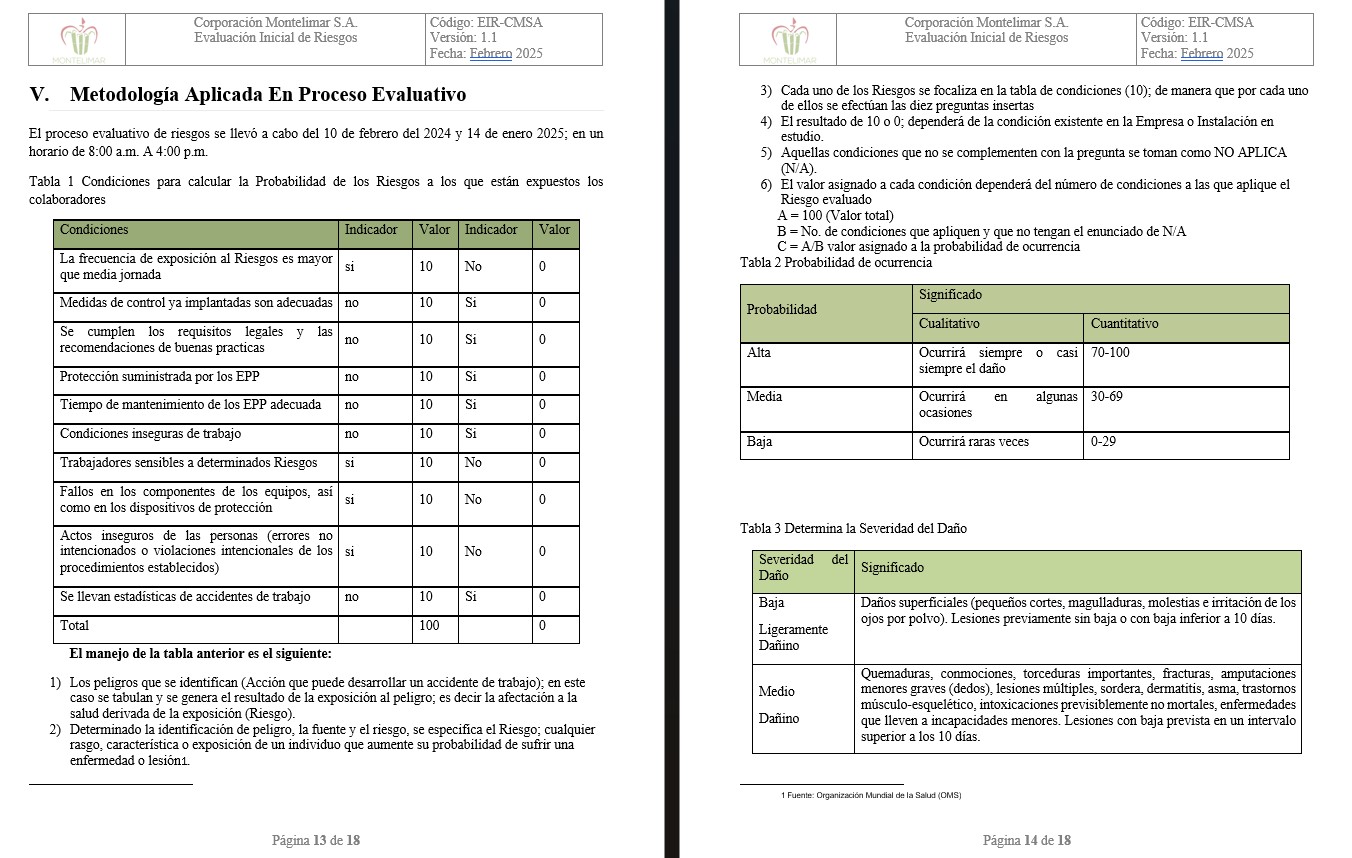 MONTELIMAR
Corporación Montelimar S.A.
Evaluación Inicial de Riesgos
Código: EIR-CMSA
Versión: 1.1
Fecha: Febrero 2025
V. Metodología Aplicada En Proceso Evaluativo
El proceso evaluativo de riesgos se llevó a cabo del 10 de febrero del 2024 y 14 de enero 2025; en un
horario de 8:00 a.m. A 4:00 p.m.
Tabla 1 Condiciones para calcular la Probabilidad de los Riesgos a los que están expuestos los
colaboradores
Condiciones Indicador Valor Indicador Valor
La frecuencia de exposición al Riesgos es mayor
que media jornada si 10 No 0
Medidas de control ya implantadas son adecuadas no 10 Si 0
Se cumplen los requisitos legales y las
recomendaciones de buenas practicas no 10 Si 0
Protección suministrada por los EPP no 10 Si 0
Tiempo de mantenimiento de los EPP adecuada no 10 Si 0
Condiciones inseguras de trabajo no 10 Si 0
Trabajadores sensibles a determinados Riesgos si 10 No 0
Fallos en los componentes de los equipos, así
como en los dispositivos de protección si 10 No 0
Actos inseguros de las personas (errores no
intencionados o violaciones intencionales de los
procedimientos establecidos) si 10 No 0
Se llevan estadísticas de accidentes de trabajo no 10 Si 0
Total 100 0
El manejo de la tabla anterior es el siguiente:
1) Los peligros que se identifican (Acción que puede desarrollar un accidente de trabajo); en este
caso se tabulan y se genera el resultado de la exposición al peligro; es decir la afectación a la
salud derivada de la exposición (Riesgo).
2) Determinado la identificación de peligro, la fuente y el riesgo, se especifica el Riesgo; cualquier
rasgo, característica o exposición de un individuo que aumente su probabilidad de sufrir una
enfermedad o lesión1.
Página 13 de 18
MONTELIMAR
Corporación Montelimar S.A.
Evaluación Inicial de Riesgos
Código: EIR-CMSA
Versión: 1.1
Fecha: Febrero 2025
3) Cada uno de los Riesgos se focaliza en la tabla de condiciones (10); de manera que por cada uno
de ellos se efectúan las diez preguntas insertas
4) El resultado de 10 o 0; dependerá de la condición existente en la Empresa o Instalación en
estudio.
5) Aquellas condiciones que no se complementen con la pregunta se toman como NO APLICA
(N/A).
6) El valor asignado a cada condición dependerá del número de condiciones a las que aplique el
Riesgo evaluado
A = 100 (Valor total)
B = No. de condiciones que apliquen y que no tengan el enunciado de N/A
C = A/B valor asignado a la probabilidad de ocurrencia
Tabla 2 Probabilidad de ocurrencia
Probabilidad Significado
Cualitativo Cuantitativo
Alta Ocurrirá siempre o casi 70-100
siempre el daño
Media Ocurrirá en algunas 30-69
ocasiones
Baja Ocurrirá raras veces 0-29
Tabla 3 Determina la Severidad del Daño
Severidad del
Daño Significado
Baja
Ligeramente
Dañino
Daños superficiales (pequeños cortes, magulladuras, molestias e irritación de los
ojos por polvo). Lesiones previamente sin baja o con baja inferior a 10 días.
Medio
Dañino
Quemaduras, conmociones, torceduras importantes, fracturas, amputaciones
menores graves (dedos), lesiones múltiples, sordera, dermatitis, asma, trastornos
músculo-esquelético, intoxicaciones previsiblemente no mortales, enfermedades
que lleven a incapacidades menores. Lesiones con baja prevista en un intervalo
superior a los 10 días.
1 Fuente: Organización Mundial de la Salud (OMS)
Página 14 de 18